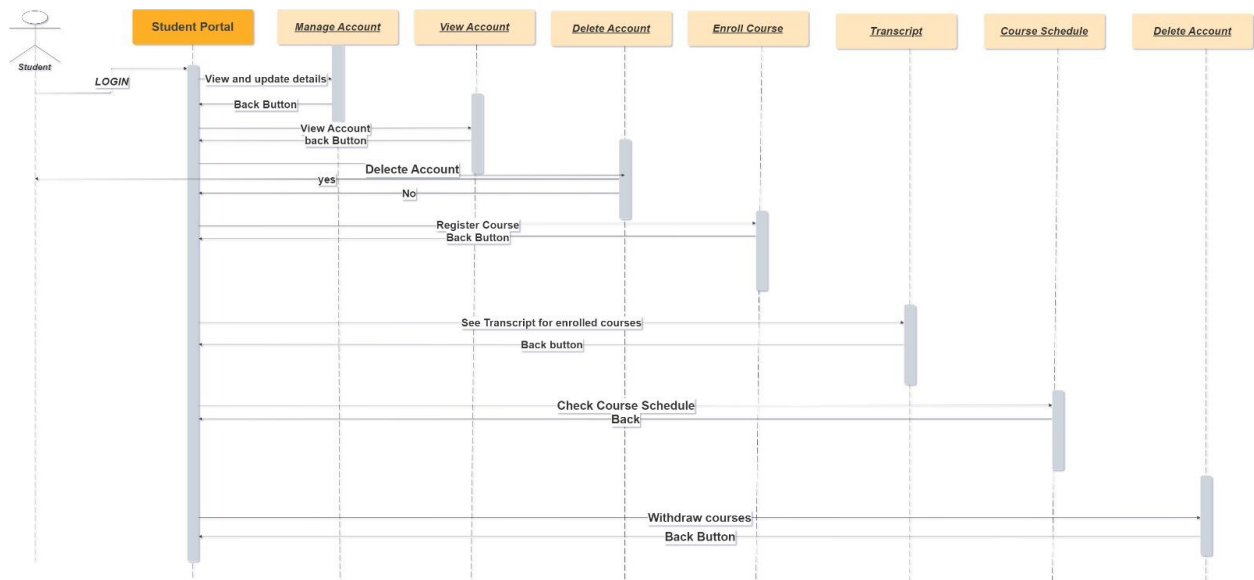 Student Portal
Manage Account
View Account
Delete Account
Enroll Course
Transcript
Course Schedule
Delete Account
Student
LOGIN
View and update details
Back Button
View Account
back Button
Delecte Account
yes
No
Register Course
Back Button
See Transcript for enrolled courses
Back button
Check Course Schedule
Back
Withdraw courses
Back Button